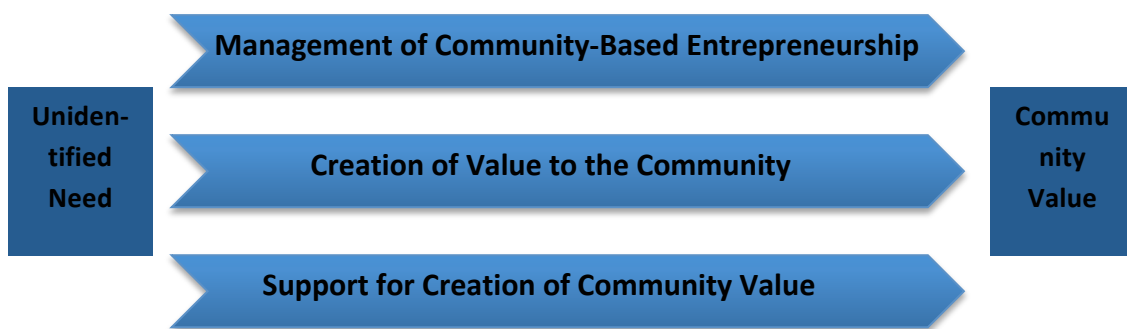 Management of Community-Based Entrepreneurship
Uniden-
tified
Need
Creation of Value to the Community
Commu
nity
Value
Support for Creation of Community Value